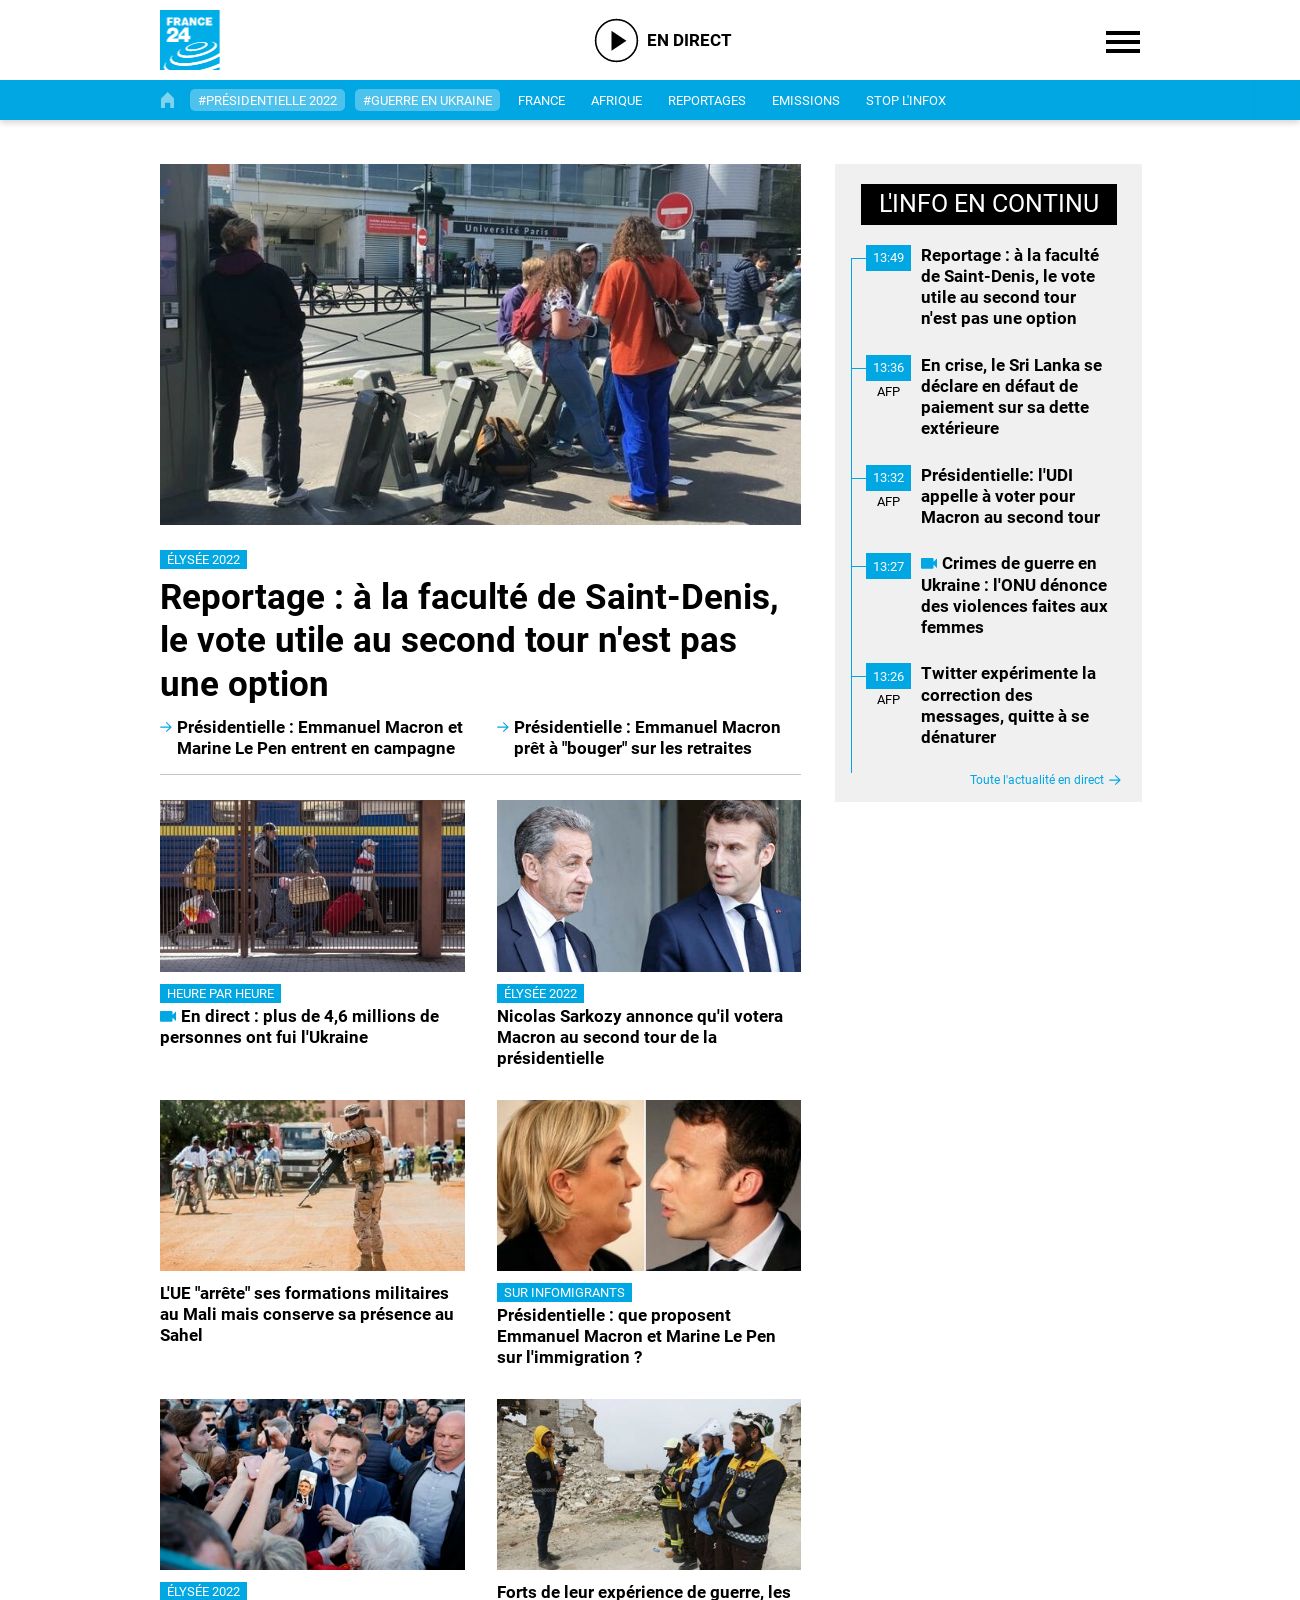 FRANCE
24
EN DIRECT
#PRÉSIDENTIELLE 2022
#GUERRE EN UKRAINE
FRANCE
AFRIQUE
REPORTAGES
EMISSIONS
STOP L'INFOX
Université Paris 8
ÉLYSÉE 2022
Reportage : à la faculté de Saint-Denis,
le vote utile au second tour n'est pas
une option
Présidentielle : Emmanuel Macron et
Marine Le Pen entrent en campagne
Présidentielle : Emmanuel Macron
prêt à "bouger" sur les retraites
L'INFO EN CONTINU
13:49
Reportage : à la faculté
de Saint-Denis, le vote
utile au second tour
n'est pas une option
13:36
AFP
En crise, le Sri Lanka se
déclare en défaut de
paiement sur sa dette
extérieure
13:32
AFP
Présidentielle: l'UDI
appelle à voter pour
Macron au second tour
13:27
Crimes de guerre en
Ukraine : l'ONU dénonce
des violences faites aux
femmes
13:26
AFP
Twitter expérimente la
correction des
messages, quitte à se
dénaturer
Toute l'actualité en direct
HEURE PAR HEURE
En direct : plus de 4,6 millions de
personnes ont fui l'Ukraine
ÉLYSÉE 2022
Nicolas Sarkozy annonce qu'il votera
Macron au second tour de la
présidentielle
L'UE "arrête" ses formations militaires
au Mali mais conserve sa présence au
Sahel
SUR INFOMIGRANTS
Présidentielle : que proposent
Emmanuel Macron et Marine Le Pen
sur l'immigration ?
ÉLYSÉE 2022
Forts de leur expérience de guerre, les